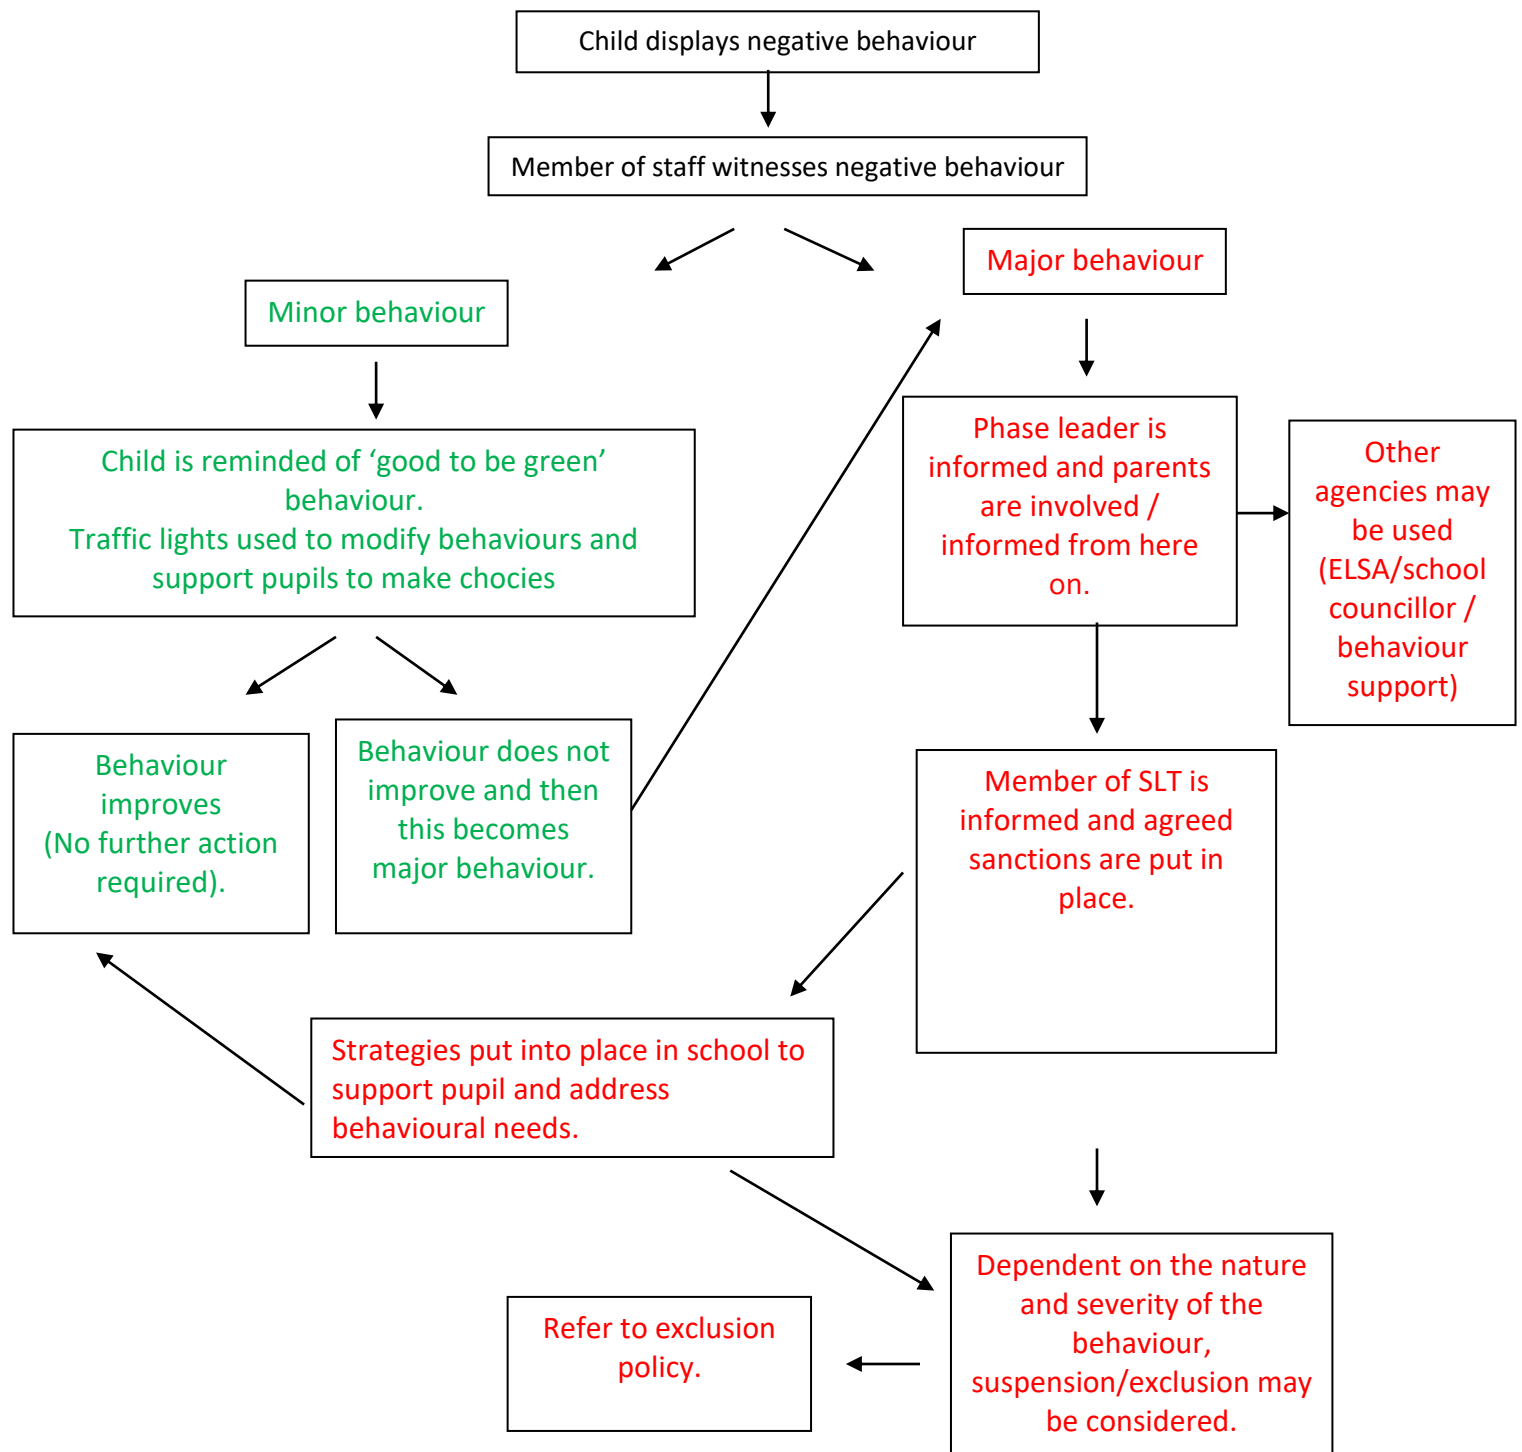 Child displays negative behaviour
Member of staff witnesses negative behaviour
Major behaviour
Minor behaviour
Child is reminded of ‘good to be green’
behaviour.
Traffic lights used to modify behaviours and
support pupils to make chocies
Phase leader is
informed and parents
are involved /
informed from here
on.
Other
agencies may
be used
(ELSA/school
councillor /
behaviour
support)
Behaviour
improves
(No further action
required).
Behaviour does not
improve and then
this becomes
major behaviour.
Member of SLT is
informed and agreed
sanctions are put in
place.
Strategies put into place in school to
support pupil and address
behavioural needs.
Dependent on the nature
and severity of the
behaviour,
suspension/exclusion may
be considered.
Refer to exclusion
policy.